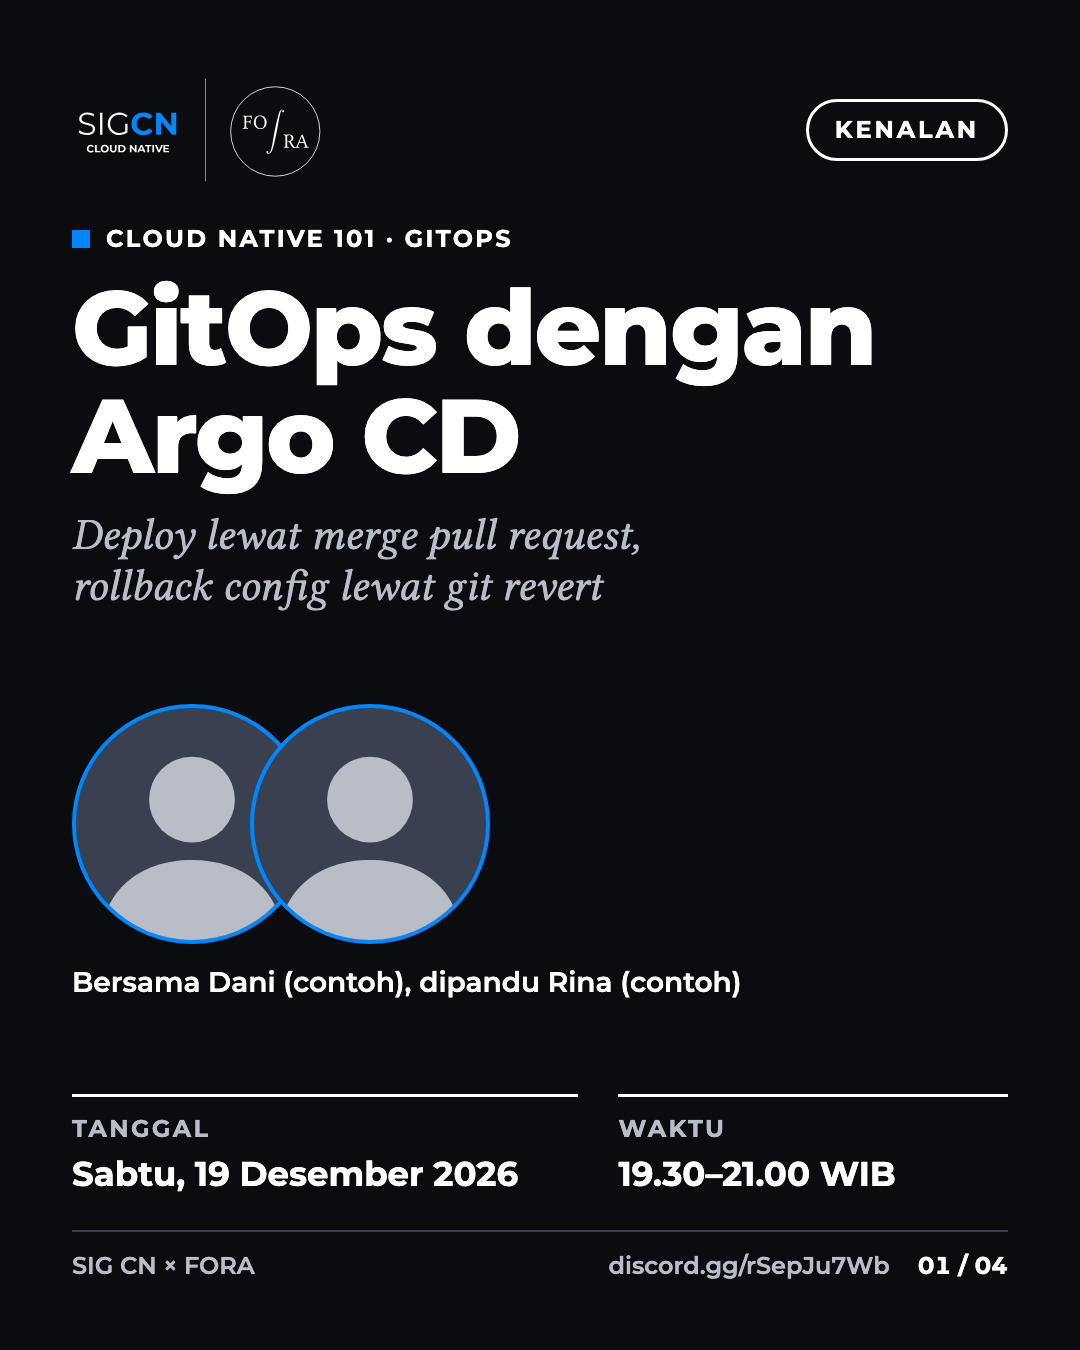 SIGCN
CLOUD NATIVE
FO
RA
KENALAN
CLOUD NATIVE 101 · GITOPS
GitOps dengan
Argo CD
Deploy lewat merge pull request,
rollback config lewat git revert
Bersama Dani (contoh), dipandu Rina (contoh)
TANGGAL
Sabtu, 19 Desember 2026
WAKTU
19.30–21.00 WIB
SIG CN × FORA
discord.gg/rSepJu7Wb
01 / 04